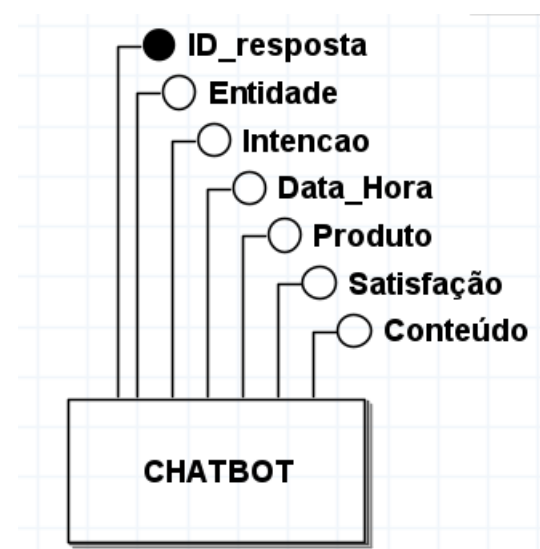 ID_resposta
Entidade
Intencao
Data_Hora
Produto
Satisfação
Conteúdo
CHATBOT